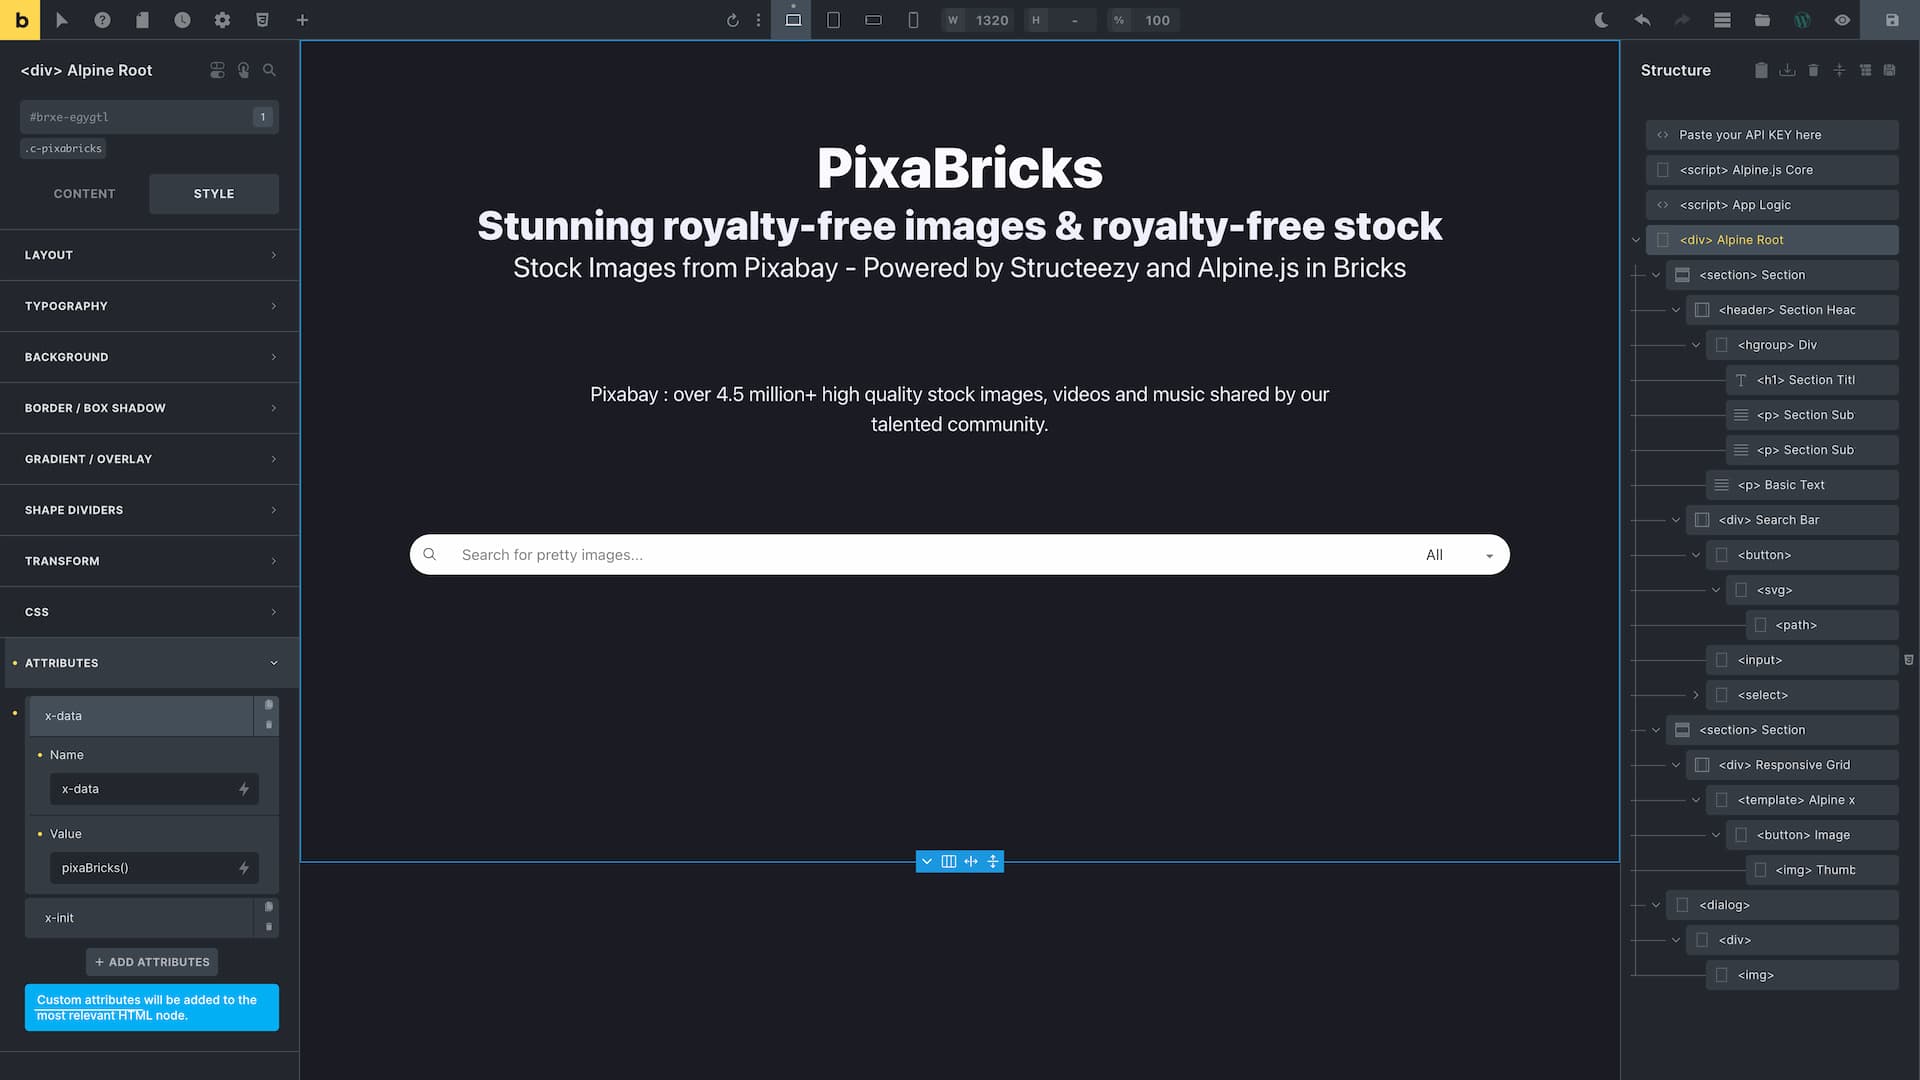 b
W 1320
H -
% 100
<div> Alpine Root
#brxe-egygtl
1
.c-pixabricks
CONTENT
STYLE
LAYOUT
TYPOGRAPHY
BACKGROUND
BORDER / BOX SHADOW
GRADIENT / OVERLAY
SHAPE DIVIDERS
TRANSFORM
CSS
ATTRIBUTES
x-data
Name
x-data
Value
pixaBricks()
x-init
+ ADD ATTRIBUTES
Custom attributes will be added to the
most relevant HTML node.
PixaBricks
Stunning royalty-free images & royalty-free stock
Stock Images from Pixabay - Powered by Structeezy and Alpine.js in Bricks
Pixabay : over 4.5 million+ high quality stock images, videos and music shared by our
talented community.
Search for pretty images...
All
Structure
Paste your API KEY here
<script> Alpine.js Core
<script> App Logic
<div> Alpine Root
<section> Section
<header> Section Heac
<hgroup> Div
<h1> Section Titl
<p> Section Sub
<p> Section Sub
<p> Basic Text
<div> Search Bar
<button>
<svg>
<path>
<input>
<select>
<section> Section
<div> Responsive Grid
<template> Alpine x
<button> Image
<img> Thumb
<dialog>
<div>
<img>